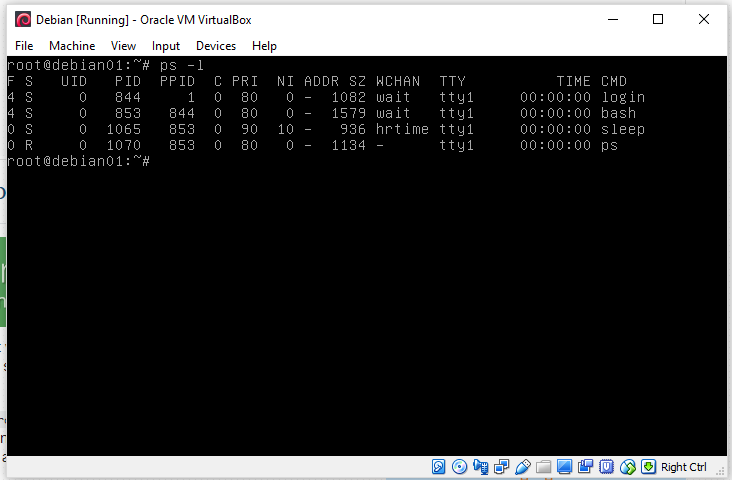 Debian [Running] - Oracle VM VirtualBox
File Machine View Input Devices Help
root@debian01:~# ps -l
F S   UID   PID  PPID  C PRI  NI ADDR SZ WCHAN  TTY          TIME CMD
4 S     0   844     1  0  80   0 -  1082 wait   tty1     00:00:00 login
4 S     0   853   844  0  80   0 -  1579 wait   tty1     00:00:00 bash
0 S     0  1065   853  0  90  10 -   936 hrtime tty1     00:00:00 sleep
0 R     0  1070   853  0  80   0 -  1134 -      tty1     00:00:00 ps
root@debian01:~#
Right Ctrl